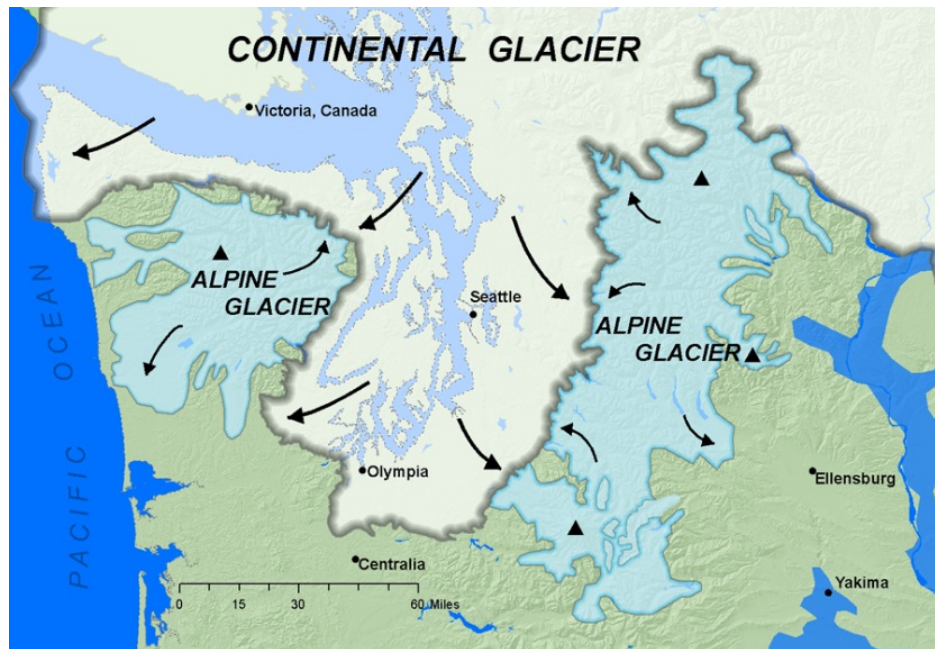 CONTINENTAL GLACIER
Victoria, Canada
ALPINE
GLACIER
Seattle
ALPINE
GLACIER
PACIFIC OCEAN
Olympia
Ellensburg
Centralia
Yakima
0 15 30 60 Miles